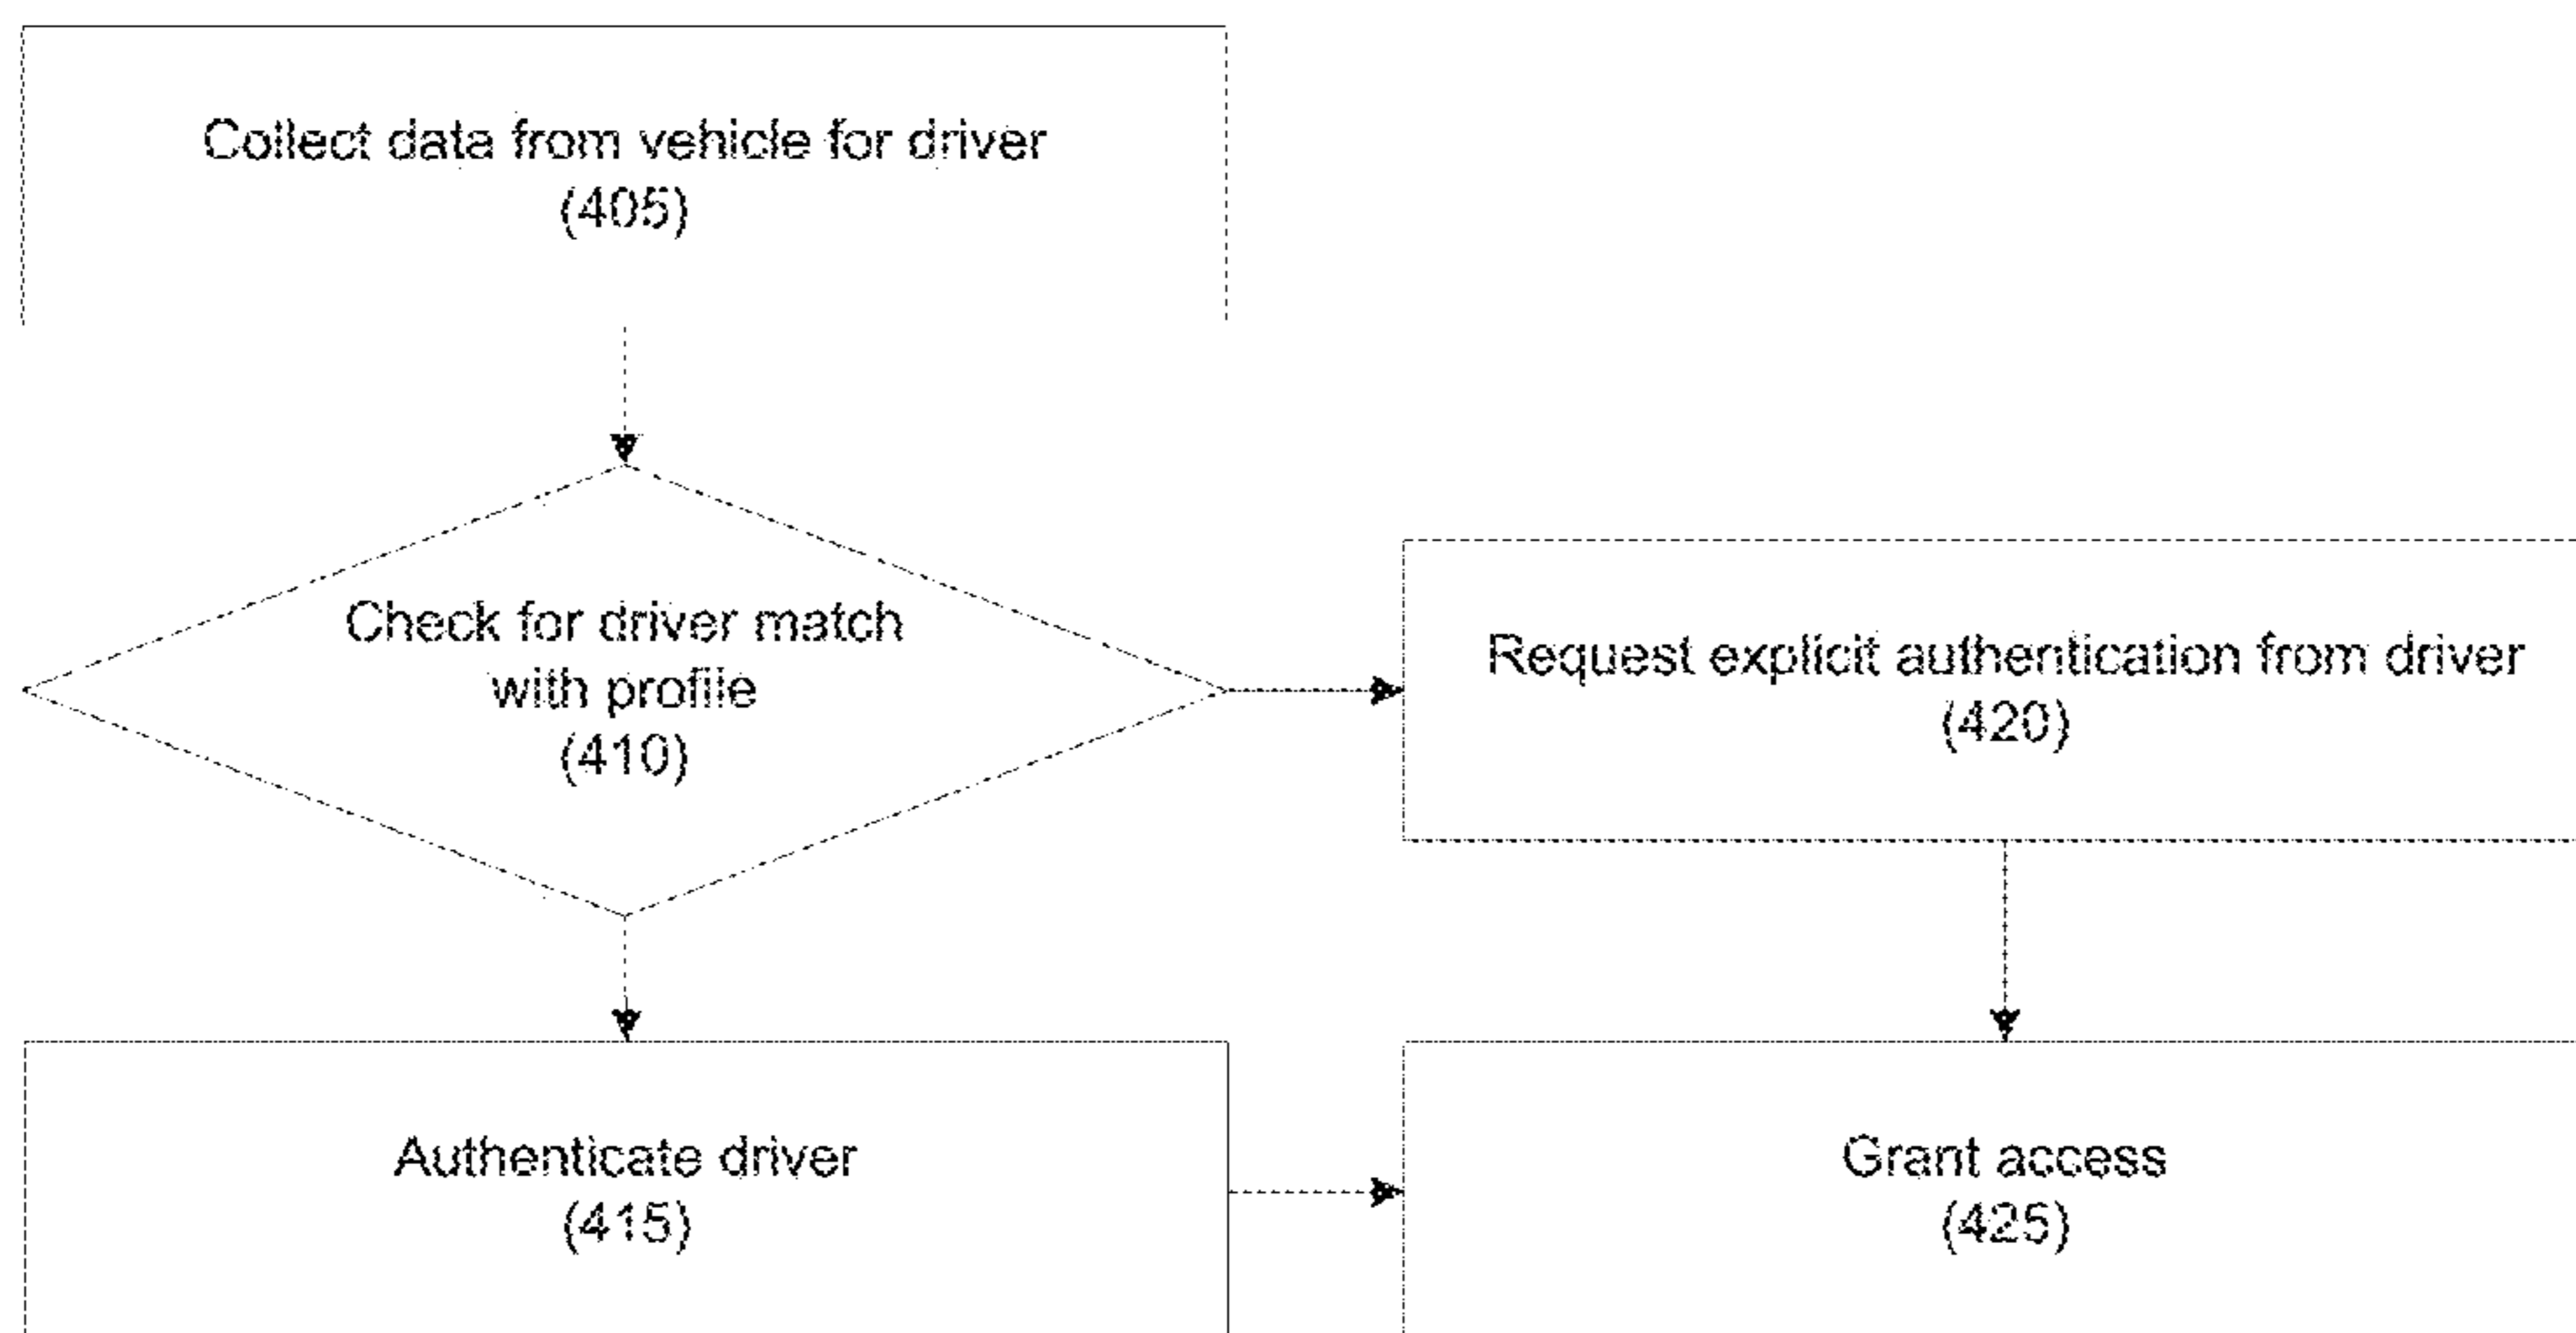 Collect data from vehicle for driver
(405)
Check for driver match
with profile
(410)
Request explicit authentication from driver
(420)
Authenticate driver
(415)
Grant access
(425)